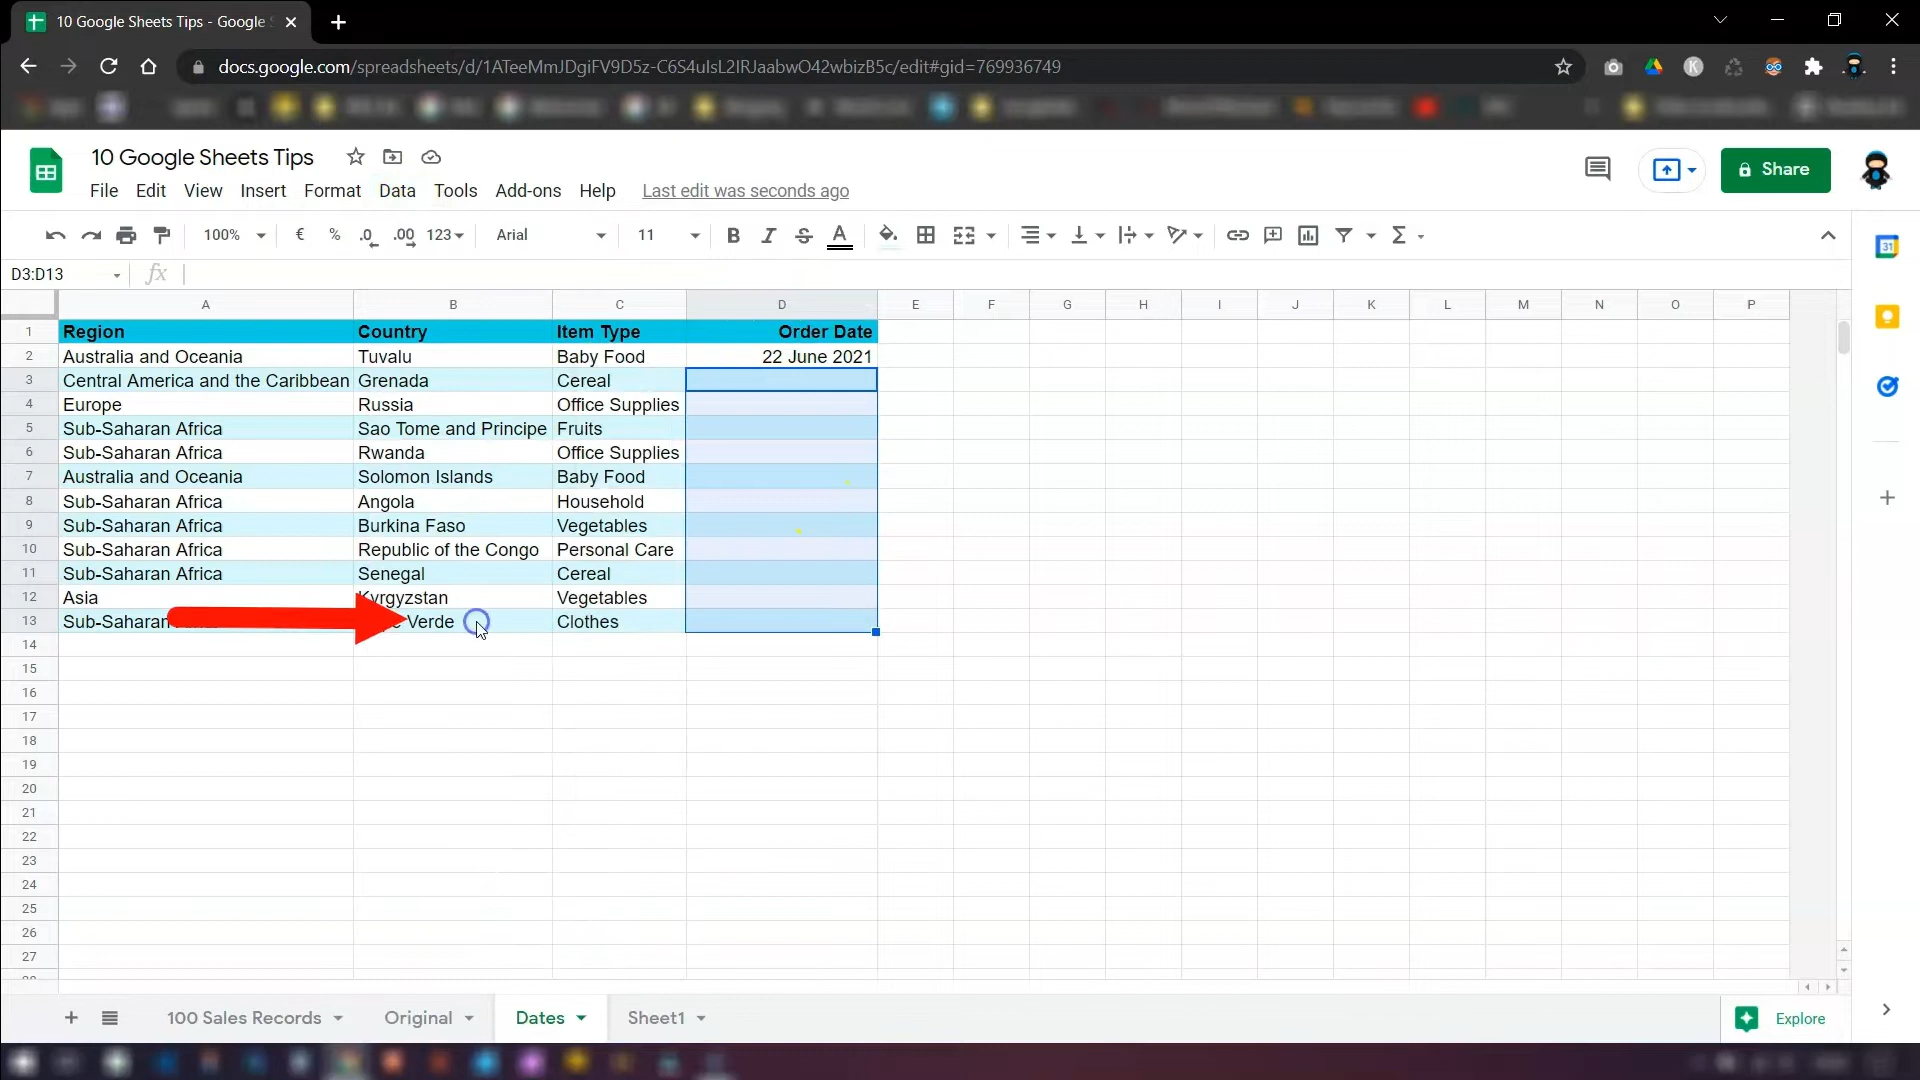 10 Google Sheets Tips - Google
docs.google.com/spreadsheets/d/1ATeeMmJDgiFV9D5z-C6S4ulsL2IRJaabwO42wbizB5c/edit#gid=769936749
10 Google Sheets Tips
Share
File Edit View Insert Format Data Tools Add-ons Help Last edit was seconds ago
100% € % .0 .00 123 Arial 11 B I S A Σ
31
D3:D13 fx
A B C D E F G H I J K L M N O P
1 Region Country Item Type Order Date
2 Australia and Oceania Tuvalu Baby Food 22 June 2021
3 Central America and the Caribbean Grenada Cereal
4 Europe Russia Office Supplies
5 Sub-Saharan Africa Sao Tome and Principe Fruits
6 Sub-Saharan Africa Rwanda Office Supplies
7 Australia and Oceania Solomon Islands Baby Food
8 Sub-Saharan Africa Angola Household
9 Sub-Saharan Africa Burkina Faso Vegetables
10 Sub-Saharan Africa Republic of the Congo Personal Care
11 Sub-Saharan Africa Senegal Cereal
12 Asia Kyrgyzstan Vegetables
13 Sub-Saharan Verde Clothes
14
15
16
17
18
19
20
21
22
23
24
25
26
27
100 Sales Records Original Dates Sheet1 Explore